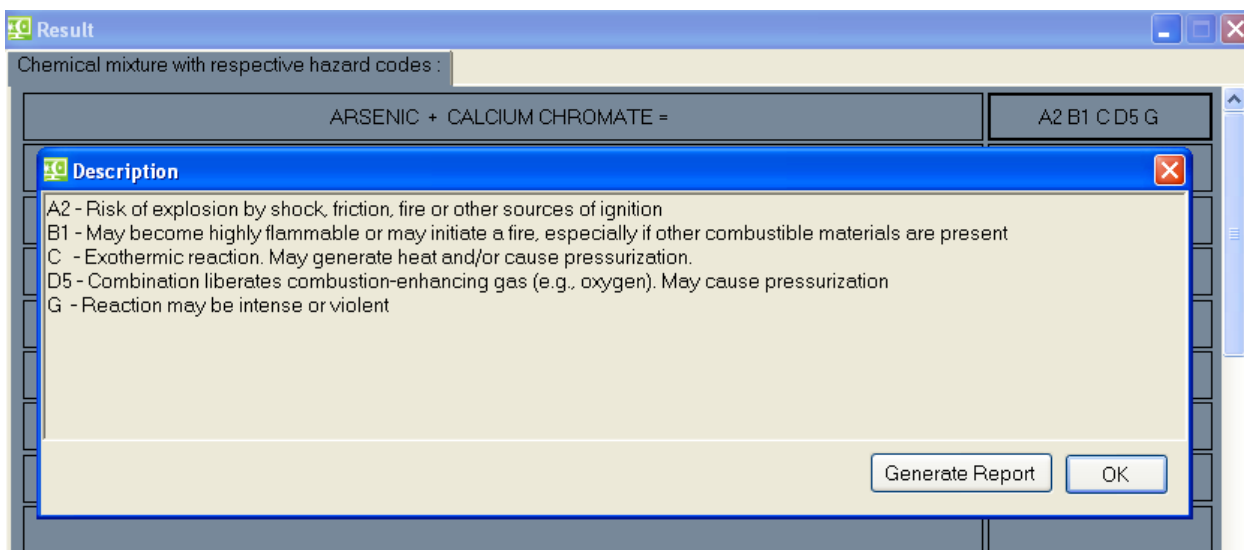 Result
Chemical mixture with respective hazard codes :
ARSENIC + CALCIUM CHROMATE = A2 B1 C D5 G
Description
A2 - Risk of explosion by shock, friction, fire or other sources of ignition
B1 - May become highly flammable or may initiate a fire, especially if other combustible materials are present
C - Exothermic reaction. May generate heat and/or cause pressurization.
D5 - Combination liberates combustion-enhancing gas (e.g., oxygen). May cause pressurization
G - Reaction may be intense or violent
Generate Report OK